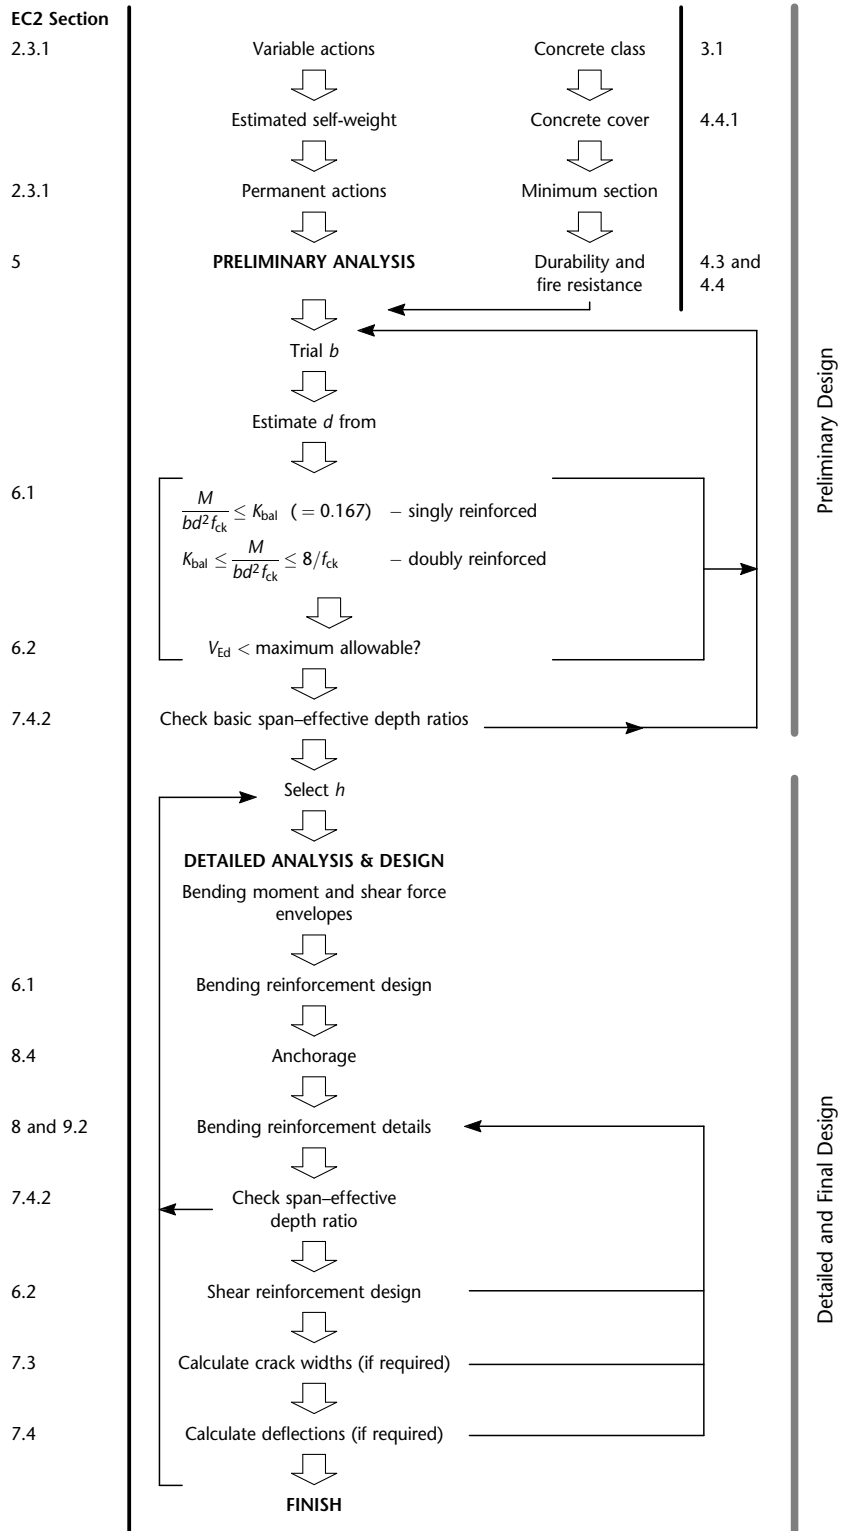 EC2 Section
2.3.1 Variable actions Concrete class 3.1
Estimated self-weight Concrete cover 4.4.1
2.3.1 Permanent actions Minimum section
5 PRELIMINARY ANALYSIS Durability and 4.3 and
fire resistance 4.4
Trial b
Estimate d from
6.1
M/bd²f_ck ≤ K_bal ( = 0.167) – singly reinforced
K_bal ≤ M/bd²f_ck ≤ 8/f_ck – doubly reinforced
6.2 V_Ed < maximum allowable?
7.4.2 Check basic span–effective depth ratios
Preliminary Design
Select h
DETAILED ANALYSIS & DESIGN
Bending moment and shear force
envelopes
6.1 Bending reinforcement design
8.4 Anchorage
8 and 9.2 Bending reinforcement details
7.4.2 Check span–effective
depth ratio
6.2 Shear reinforcement design
7.3 Calculate crack widths (if required)
7.4 Calculate deflections (if required)
FINISH
Detailed and Final Design